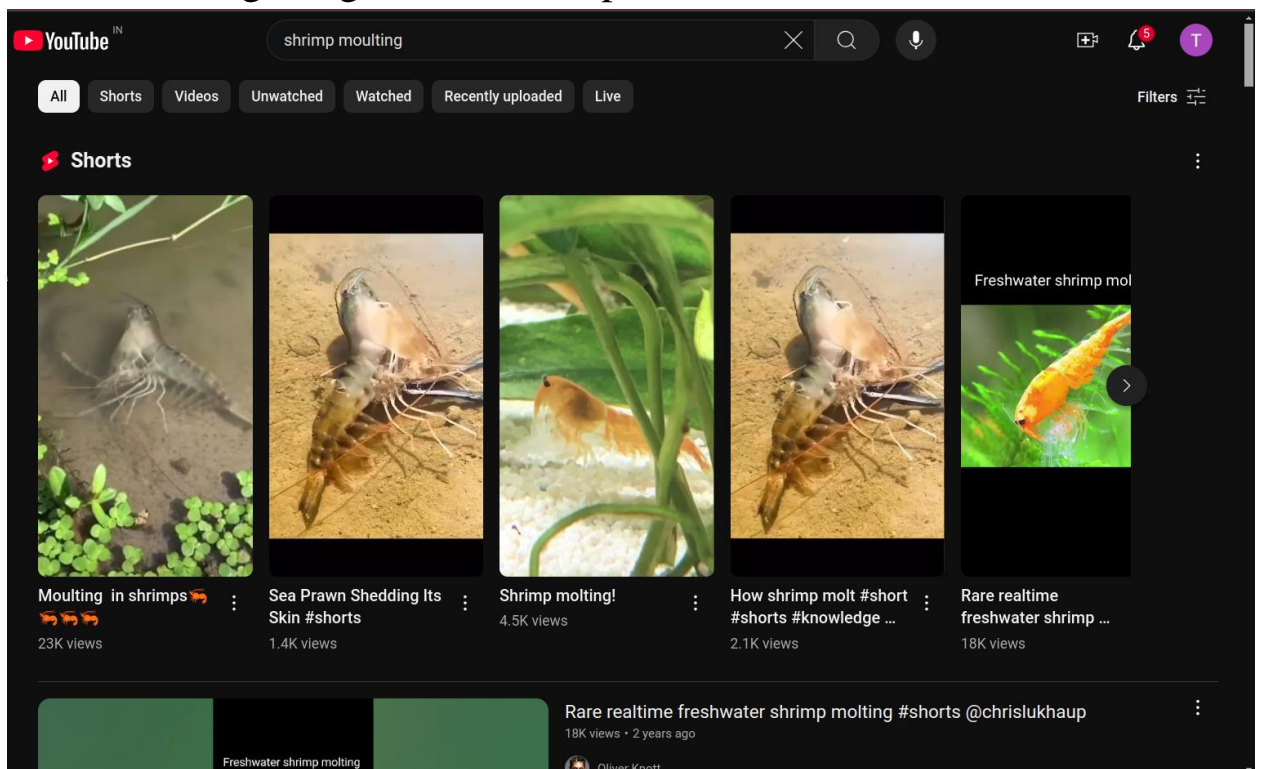 YouTube IN
shrimp moulting
5
T
All Shorts Videos Unwatched Watched Recently uploaded Live
Filters
Shorts
Freshwater shrimp mol
Moulting in shrimps🦐
🦐🦐🦐
23K views
Sea Prawn Shedding Its
Skin #shorts
1.4K views
Shrimp molting!
4.5K views
How shrimp molt #short
#shorts #knowledge ...
2.1K views
Rare realtime
freshwater shrimp ...
18K views
Freshwater shrimp molting
Rare realtime freshwater shrimp molting #shorts @chrislukhaup
18K views • 2 years ago
Oliver Knott